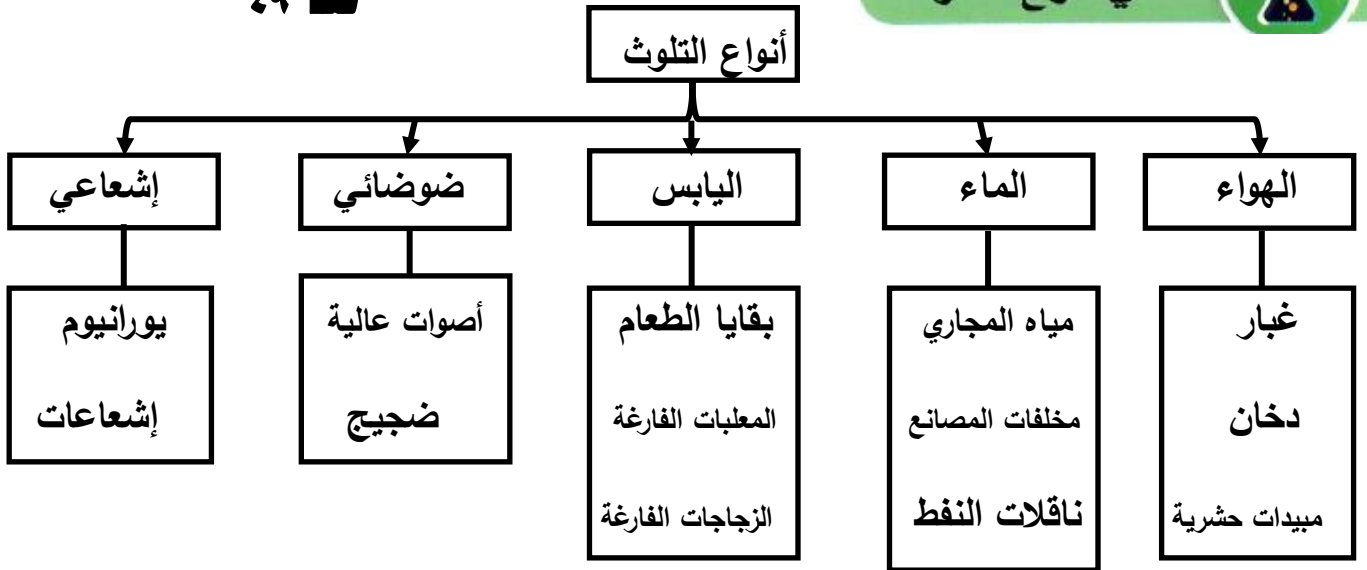 أنواع التلوث
الهواء
الماء
اليابس
ضوضائي
إشعاعي
غبار
دخان
مبيدات حشرية
مياه المجاري
مخلفات المصانع
ناقلات النفط
بقايا الطعام
المعلبات الفارغة
الزجاجات الفارغة
أصوات عالية
ضجيج
يورانيوم
إشعاعات